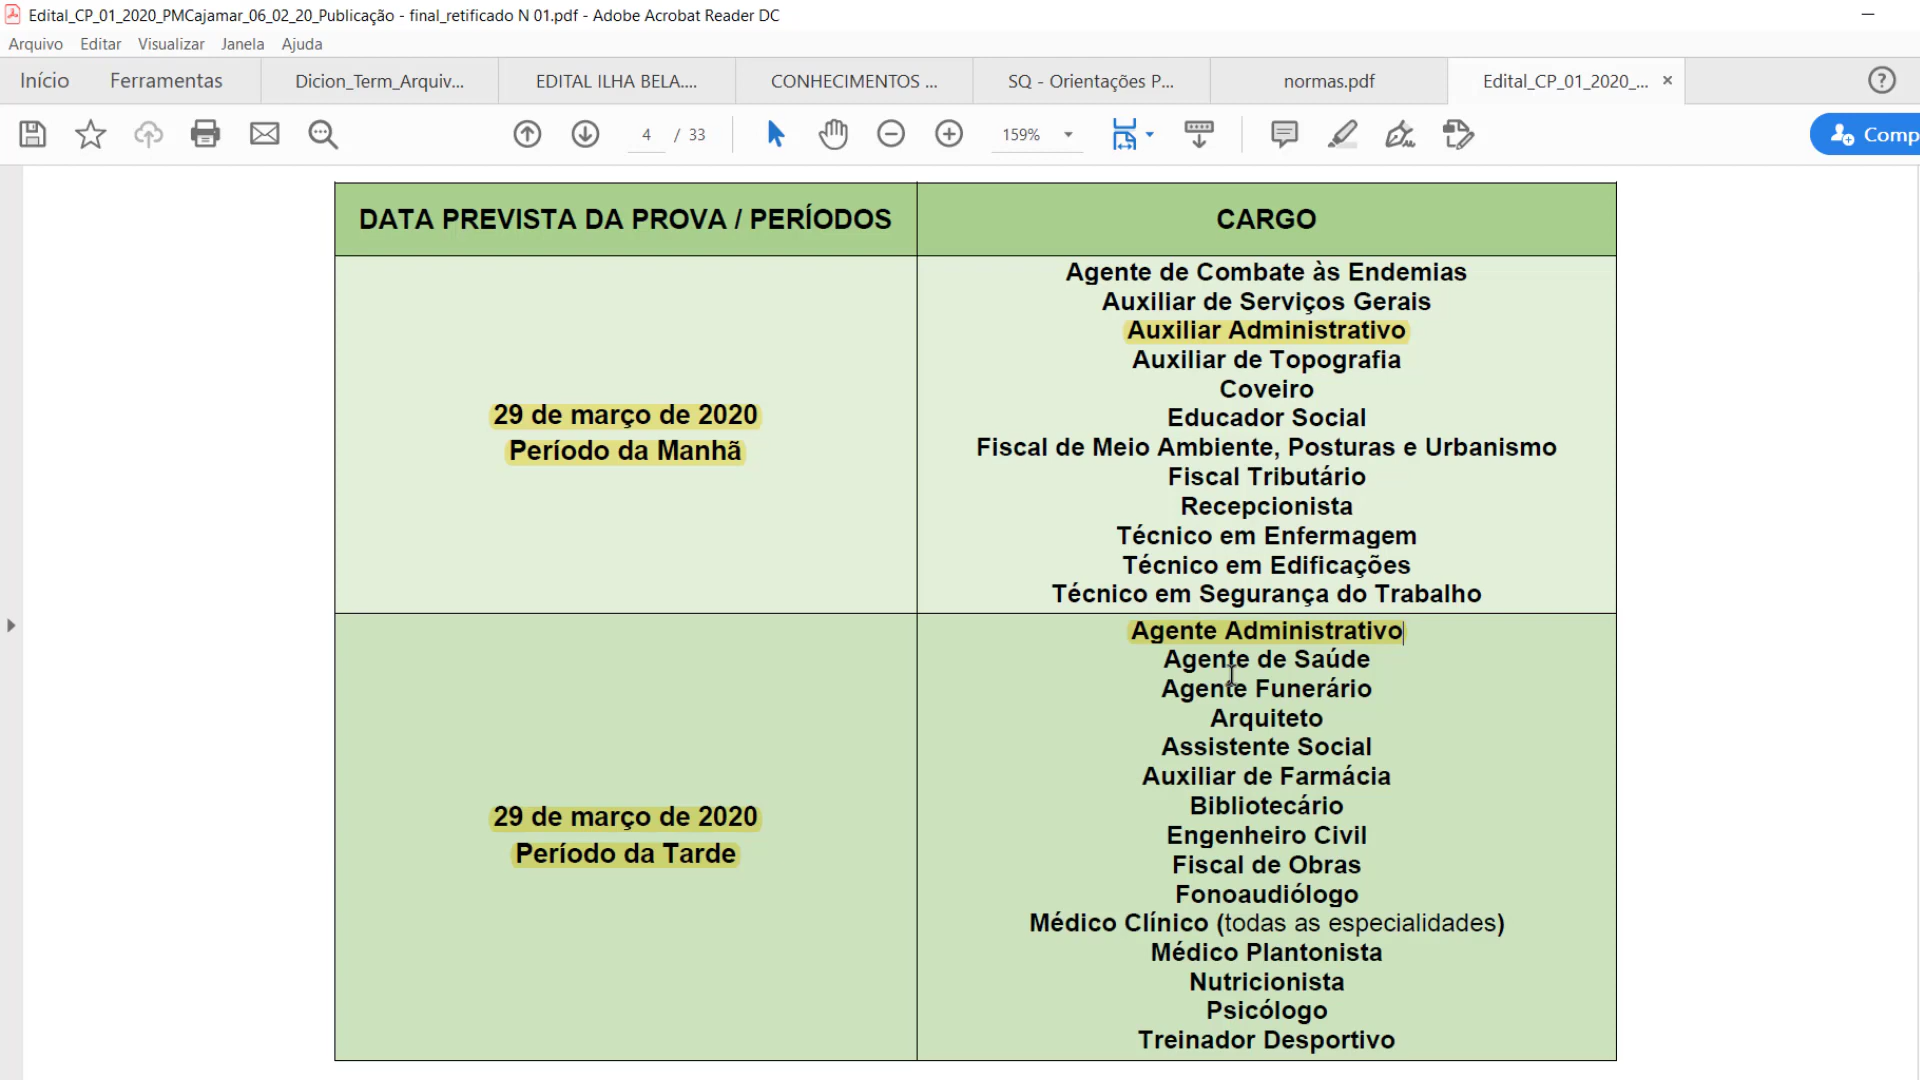 Edital_CP_01_2020_PMCajamar_06_02_20_Publicação - final_retificado N 01.pdf - Adobe Acrobat Reader DC
Arquivo Editar Visualizar Janela Ajuda
Início Ferramentas Dicion_Term_Arquiv... EDITAL ILHA BELA.... CONHECIMENTOS ... SQ - Orientações P... normas.pdf Edital_CP_01_2020_... ×
4 / 33 159% Comp
DATA PREVISTA DA PROVA / PERÍODOS
CARGO
29 de março de 2020
Período da Manhã
Agente de Combate às Endemias
Auxiliar de Serviços Gerais
Auxiliar Administrativo
Auxiliar de Topografia
Coveiro
Educador Social
Fiscal de Meio Ambiente, Posturas e Urbanismo
Fiscal Tributário
Recepcionista
Técnico em Enfermagem
Técnico em Edificações
Técnico em Segurança do Trabalho
29 de março de 2020
Período da Tarde
Agente Administrativo
Agente de Saúde
Agente Funerário
Arquiteto
Assistente Social
Auxiliar de Farmácia
Bibliotecário
Engenheiro Civil
Fiscal de Obras
Fonoaudiólogo
Médico Clínico (todas as especialidades)
Médico Plantonista
Nutricionista
Psicólogo
Treinador Desportivo